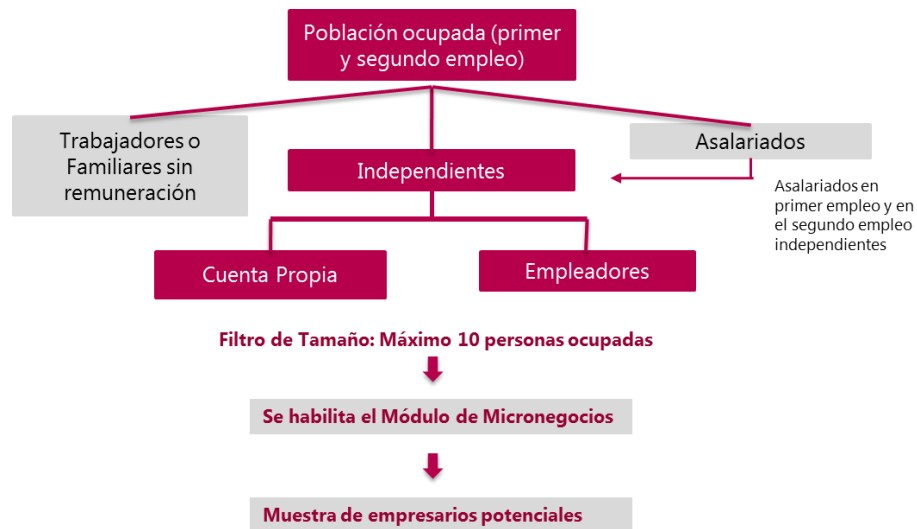 Población ocupada (primer
y segundo empleo)
Trabajadores o
Familiares sin
remuneración
Independientes
Asalariados
Asalariados en
primer empleo y en
el segundo empleo
independientes
Cuenta Propia
Empleadores
Filtro de Tamaño: Máximo 10 personas ocupadas
Se habilita el Módulo de Micronegocios
Muestra de empresarios potenciales